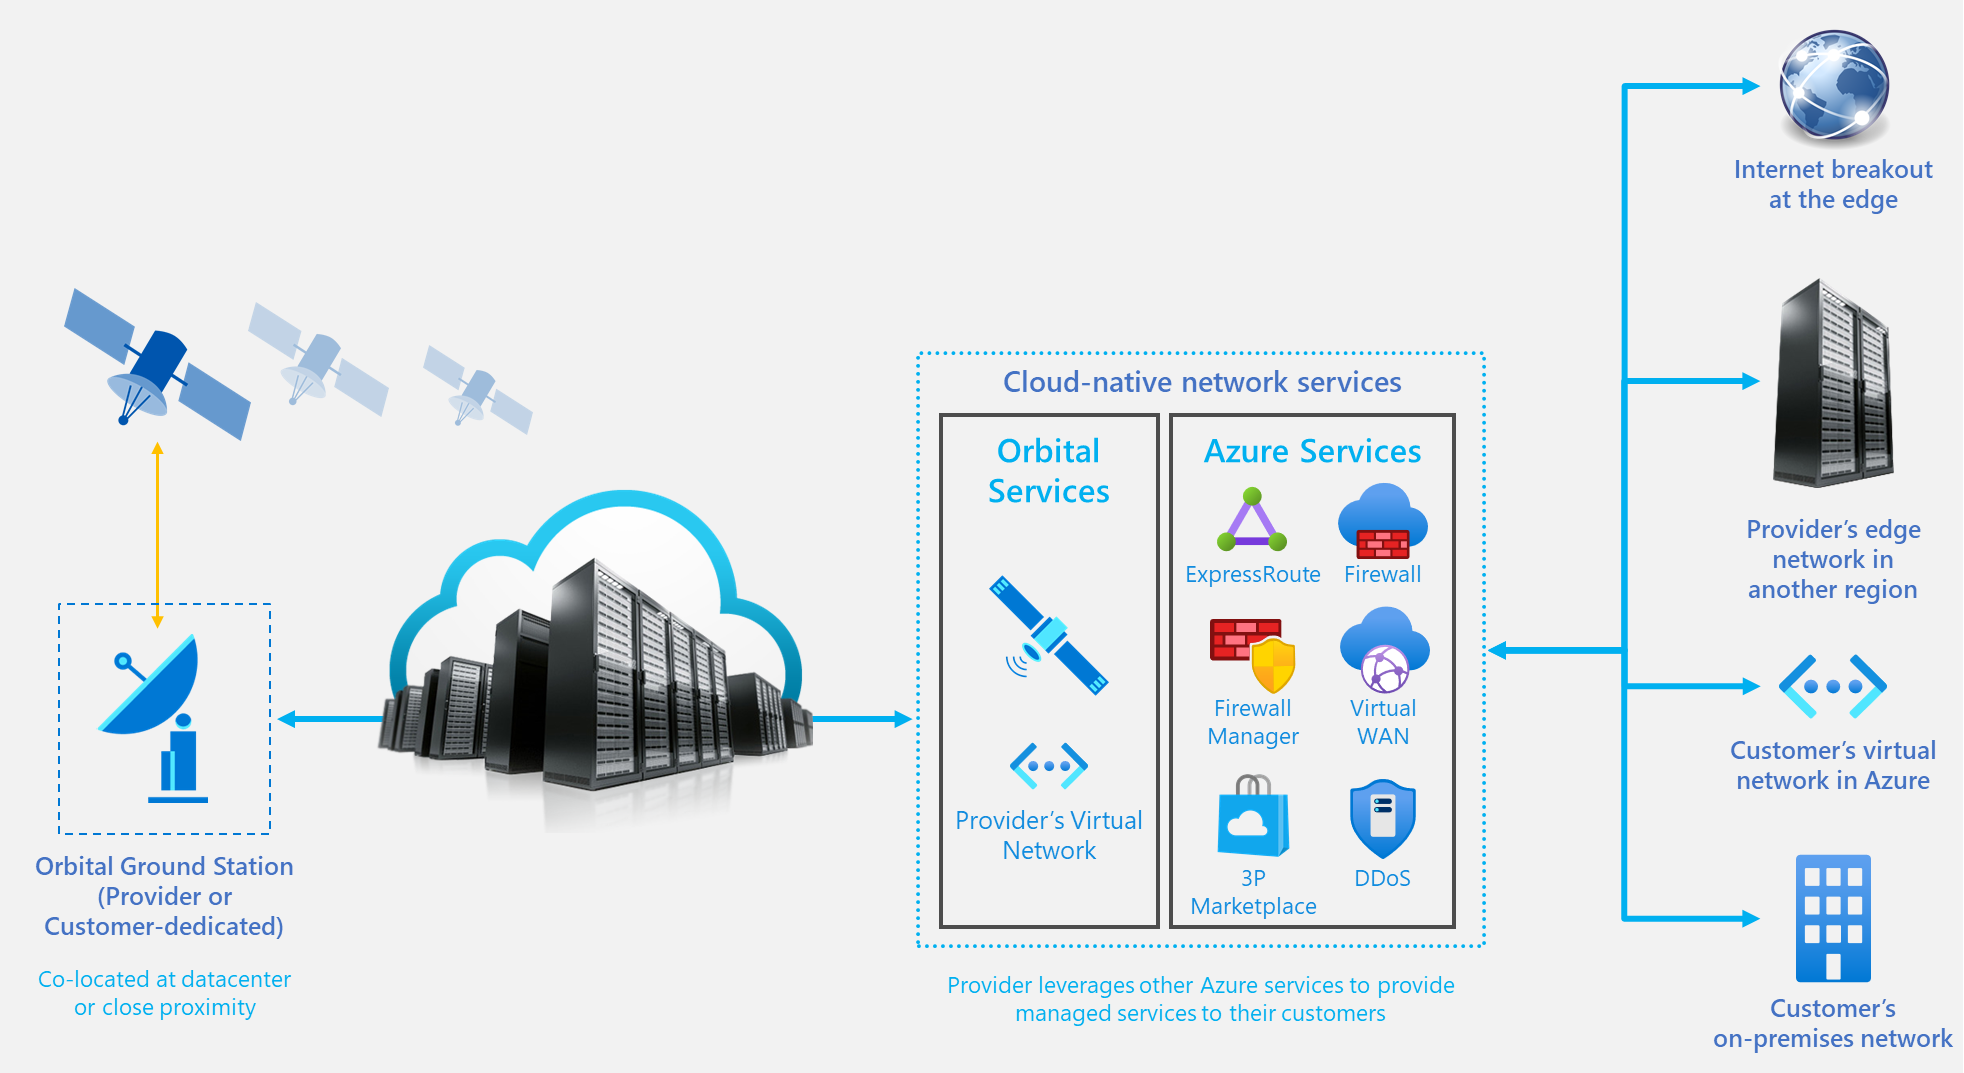 Internet breakout
at the edge
Provider's edge
network in
another region
Customer's virtual
network in Azure
Customer's
on-premises network
Cloud-native network services
Orbital
Services
Provider's Virtual
Network
Azure Services
ExpressRoute
Firewall
Firewall
Manager
Virtual
WAN
3P
Marketplace
DDoS
Provider leverages other Azure services to provide
managed services to their customers
Orbital Ground Station
(Provider or
Customer-dedicated)
Co-located at datacenter
or close proximity